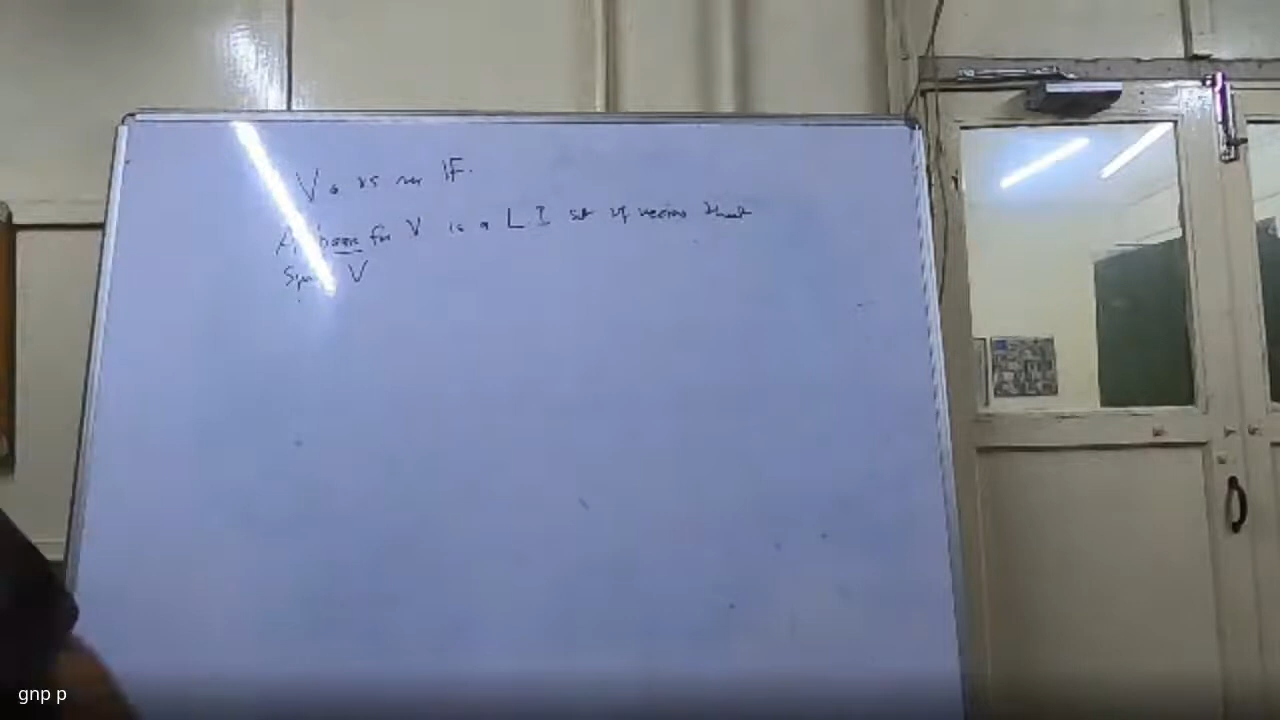 V a vs over IF.
A basis for V is a L I set of vectors that
Span V
gnp p